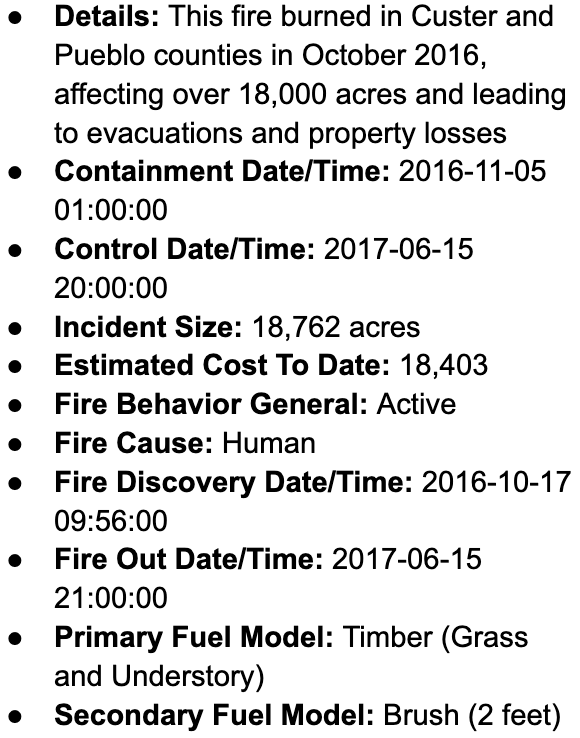 ● Details: This fire burned in Custer and
Pueblo counties in October 2016,
affecting over 18,000 acres and leading
to evacuations and property losses
● Containment Date/Time: 2016-11-05
01:00:00
● Control Date/Time: 2017-06-15
20:00:00
● Incident Size: 18,762 acres
● Estimated Cost To Date: 18,403
● Fire Behavior General: Active
● Fire Cause: Human
● Fire Discovery Date/Time: 2016-10-17
09:56:00
● Fire Out Date/Time: 2017-06-15
21:00:00
● Primary Fuel Model: Timber (Grass
and Understory)
● Secondary Fuel Model: Brush (2 feet)